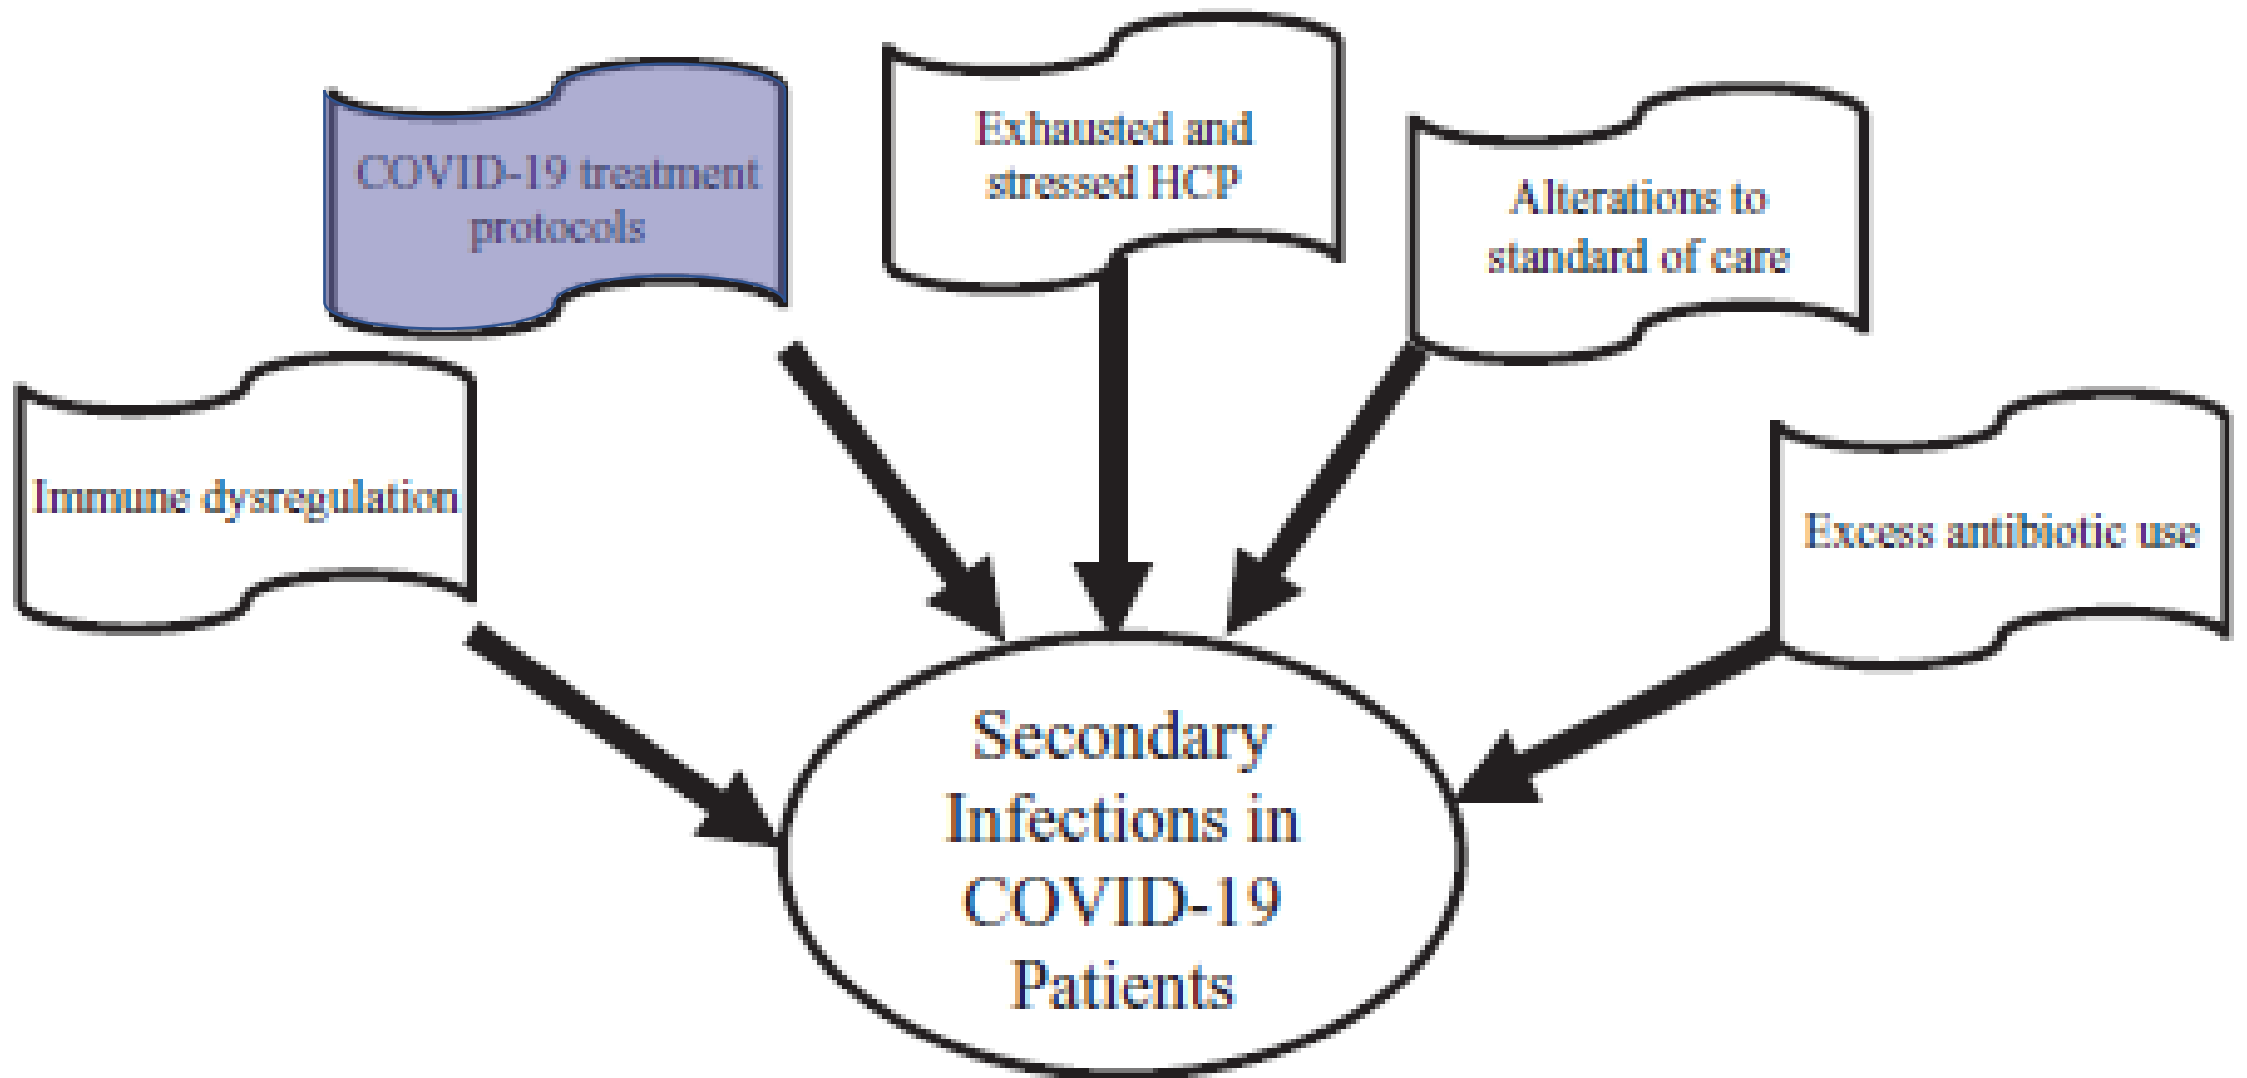 COVID-19 treatment
protocols
Exhausted and
stressed HCP
Alterations to
standard of care
Immune dysregulation
Excess antibiotic use
Secondary
Infections in
COVID-19
Patients